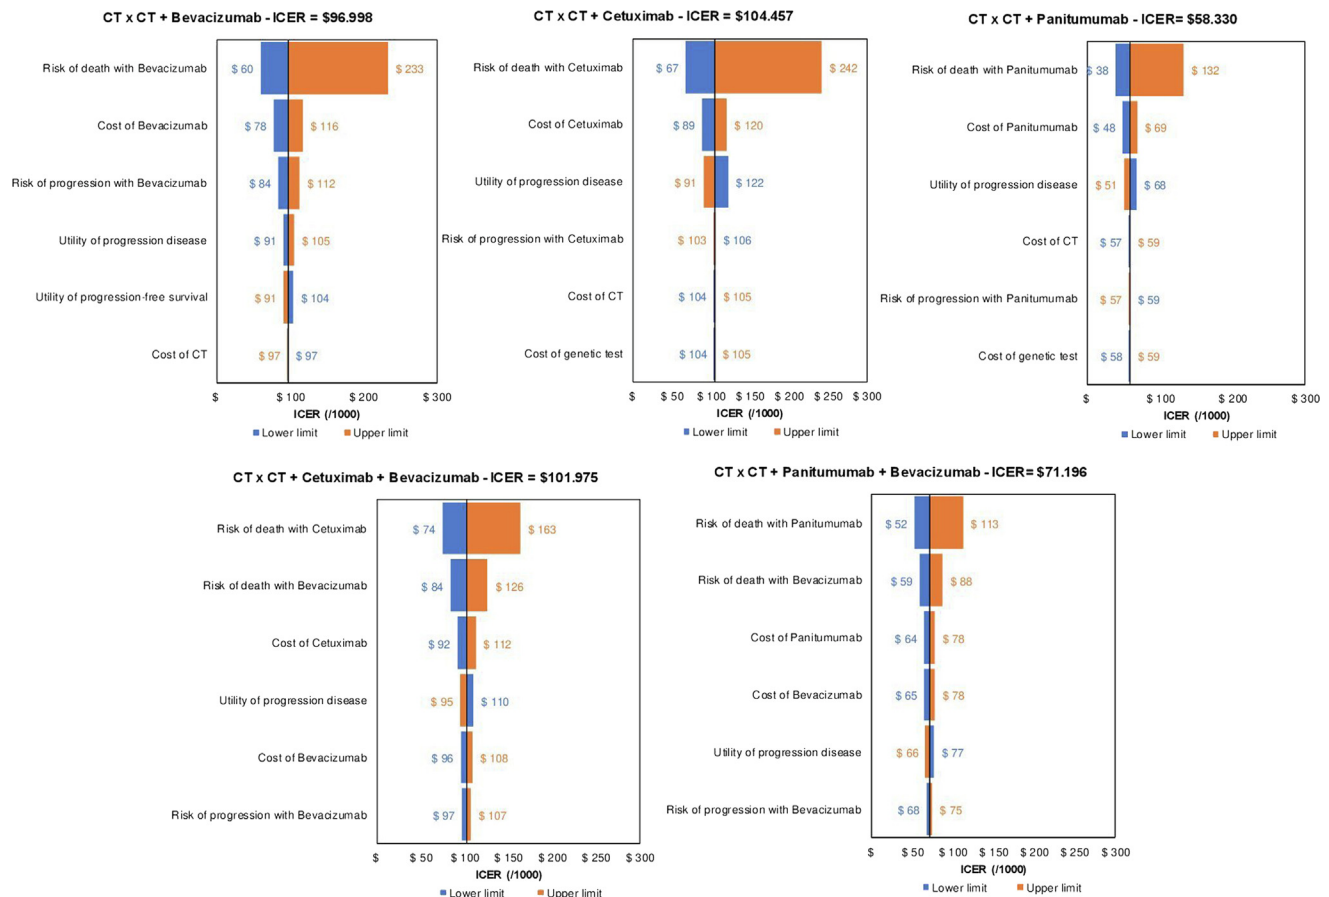 CT x CT + Bevacizumab - ICER = $96.998
Risk of death with Bevacizumab $ 60 $ 233
Cost of Bevacizumab $ 78 $ 116
Risk of progression with Bevacizumab $ 84 $ 112
Utility of progression disease $ 91 $ 105
Utility of progression-free survival $ 91 $ 104
Cost of CT $ 97 $ 97
$ $ 100 $ 200 $ 300
ICER (/1000)
Lower limit Upper limit
CT x CT + Cetuximab - ICER = $104.457
Risk of death with Cetuximab $ 67 $ 242
Cost of Cetuximab $ 89 $ 120
Utility of progression disease $ 91 $ 122
Risk of progression with Cetuximab $ 103 $ 106
Cost of CT $ 104 $ 105
Cost of genetic test $ 104 $ 105
$ $ 50 $ 100 $ 150 $ 200 $ 250 $ 300
ICER (/1000)
Lower limit Upper limit
CT x CT + Panitumumab - ICER= $58.330
Risk of death with Panitumumab $ 38 $ 132
Cost of Panitumumab $ 48 $ 69
Utility of progression disease $ 51 $ 68
Cost of CT $ 57 $ 59
Risk of progression with Panitumumab $ 57 $ 59
Cost of genetic test $ 58 $ 59
$ $ 100 $ 200 $ 300
ICER (/1000)
Lower limit Upper limit
CT x CT + Cetuximab + Bevacizumab - ICER = $101.975
Risk of death with Cetuximab $ 74 $ 163
Risk of death with Bevacizumab $ 84 $ 126
Cost of Cetuximab $ 92 $ 112
Utility of progression disease $ 95 $ 110
Cost of Bevacizumab $ 96 $ 108
Risk of progression with Bevacizumab $ 97 $ 107
$ $ 50 $ 100 $ 150 $ 200 $ 250 $ 300
ICER (/1000)
Lower limit Upper limit
CT x CT + Panitumumab + Bevacizumab - ICER= $71.196
Risk of death with Panitumumab $ 52 $ 113
Risk of death with Bevacizumab $ 59 $ 88
Cost of Panitumumab $ 64 $ 78
Cost of Bevacizumab $ 65 $ 78
Utility of progression disease $ 66 $ 77
Risk of progression with Bevacizumab $ 68 $ 75
$ $ 50 $ 100 $ 150 $ 200 $ 250 $ 300
ICER (/1000)
Lower limit Upper limit